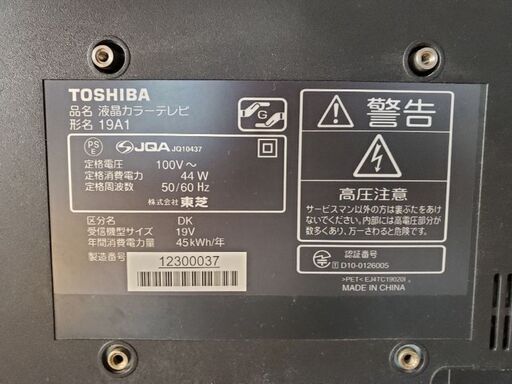 TOSHIBA
品名 液晶カラーテレビ
形名 19A1
G
PS
E
JQA JQ10437
定格電圧 100V～
定格消費電力 44 W
定格周波数 50/60 Hz
株式会社 東芝
区分名 DK
受信機型サイズ 19V
年間消費電力量 45kWh/年
製造番号
12300037
警告
高圧注意
サービスマン以外の方は裏ぶたをあけ
ないでください。内部には高電圧部分が
数多くあり、万一さわると危険です。
認証番号
T D10-0126005
>PET< EJ4TC19020I
MADE IN CHINA